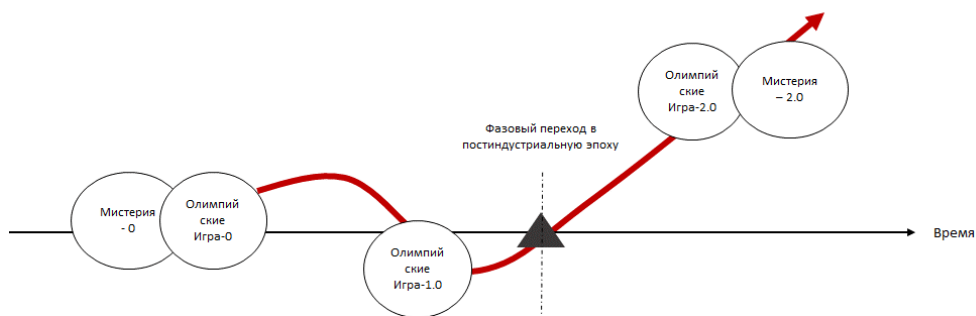 Мистерия
- 0
Олимпий
ские
Игра-0
Олимпий
ские
Игра-1.0
Фазовый переход в
постиндустриальную эпоху
Олимпий
ские
Игра-2.0
Мистерия
– 2.0
Время